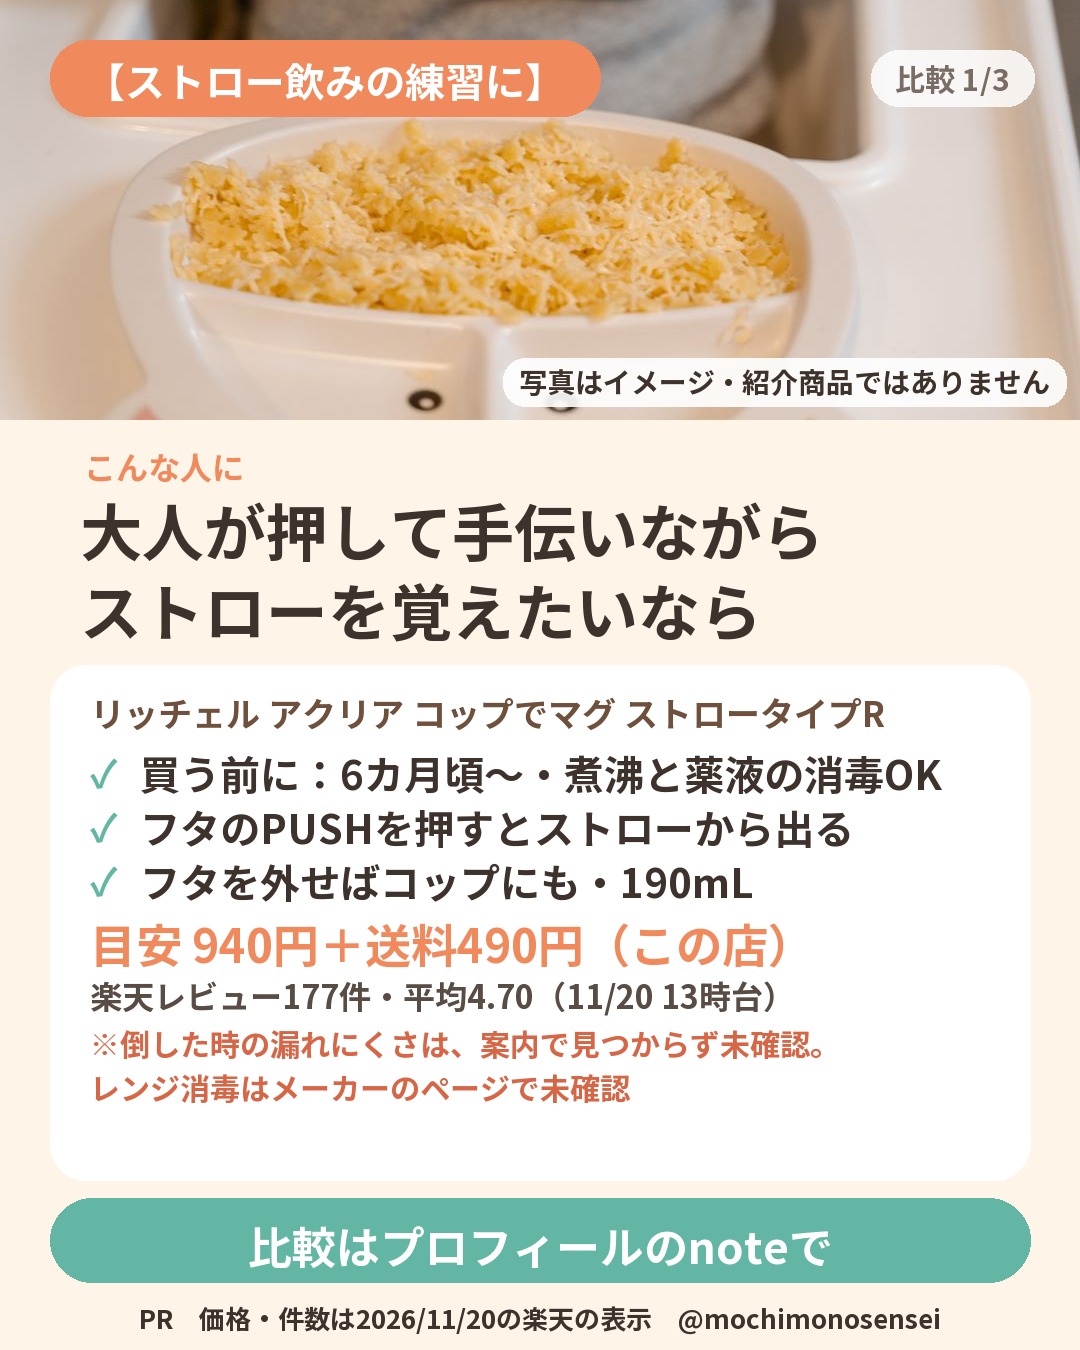 【ストロー飲みの練習に】
比較 1/3
写真はイメージ・紹介商品ではありません
こんな人に
大人が押して手伝いながら
ストローを覚えたいなら
リッチェル アクリア コップでマグ ストロータイプR
✓ 買う前に：6カ月頃〜・煮沸と薬液の消毒OK
✓ フタのPUSHを押すとストローから出る
✓ フタを外せばコップにも・190mL
目安 940円＋送料490円（この店）
楽天レビュー177件・平均4.70（11/20 13時台）
※倒した時の漏れにくさは、案内で見つからず未確認。
レンジ消毒はメーカーのページで未確認
比較はプロフィールのnoteで
PR　価格・件数は2026/11/20の楽天の表示　@mochimonosensei